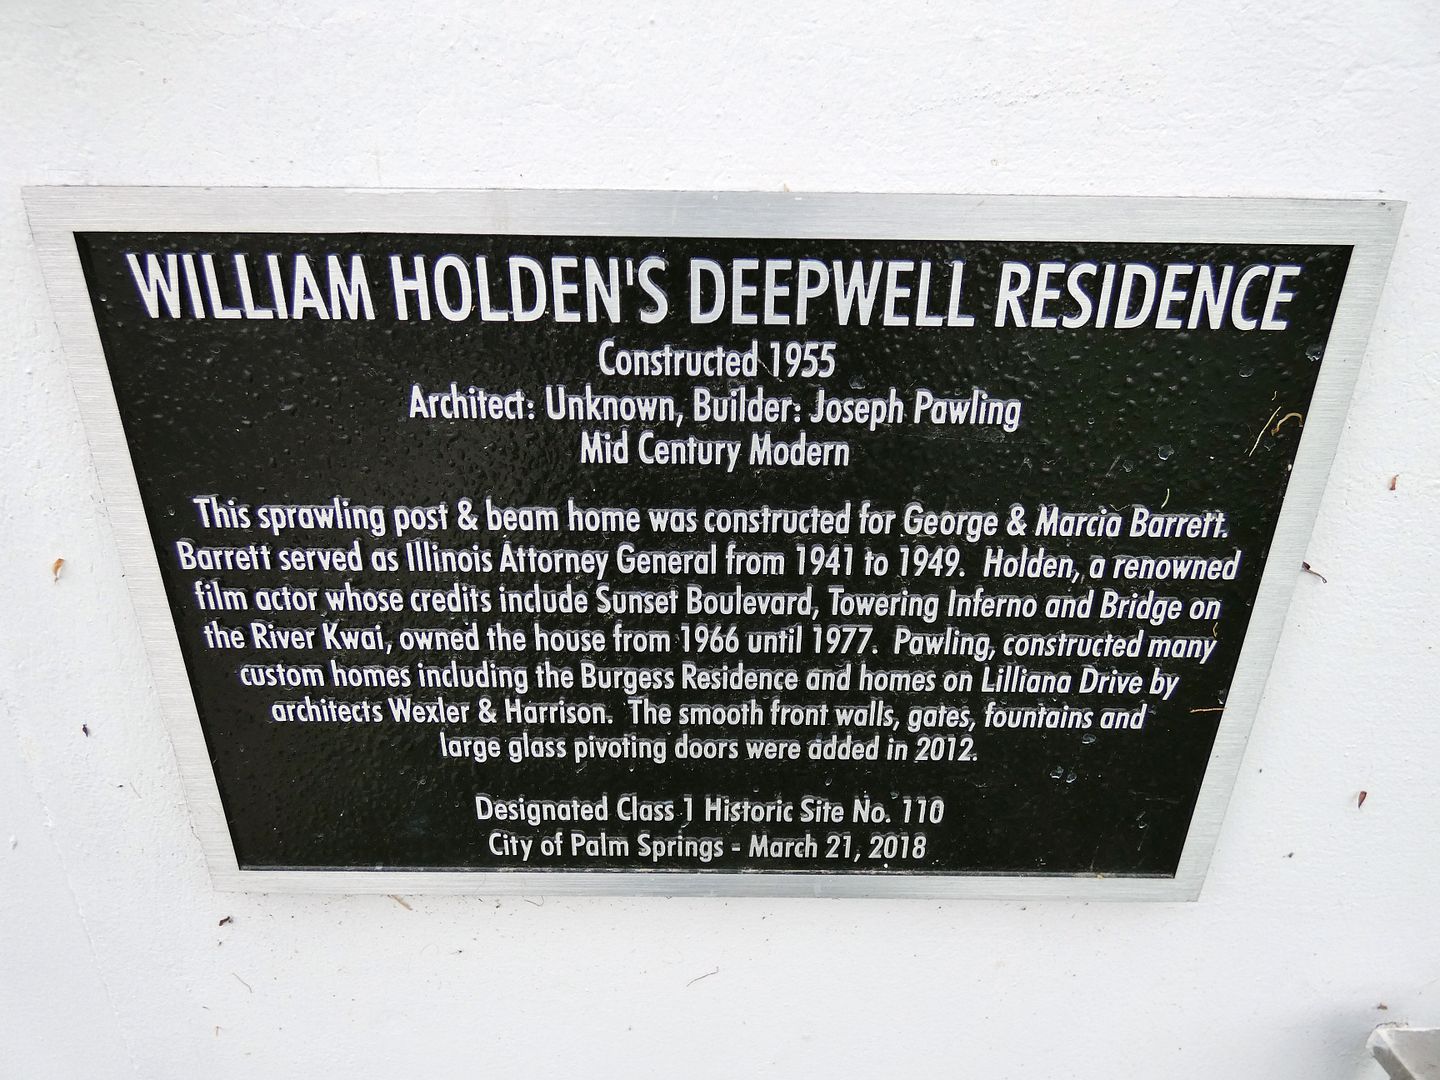 WILLIAM HOLDEN'S DEEPWELL RESIDENCE
Constructed 1955
Architect: Unknown, Builder: Joseph Pawling
Mid Century Modern
This sprawling post & beam home was constructed for George & Marcia Barrett.
Barrett served as Illinois Attorney General from 1941 to 1949. Holden, a renowned
film actor whose credits include Sunset Boulevard, Towering Inferno and Bridge on
the River Kwai, owned the house from 1966 until 1977. Pawling, constructed many
custom homes including the Burgess Residence and homes on Lilliana Drive by
architects Wexler & Harrison. The smooth front walls, gates, fountains and
large glass pivoting doors were added in 2012.
Designated Class 1 Historic Site No. 110
City of Palm Springs - March 21, 2018